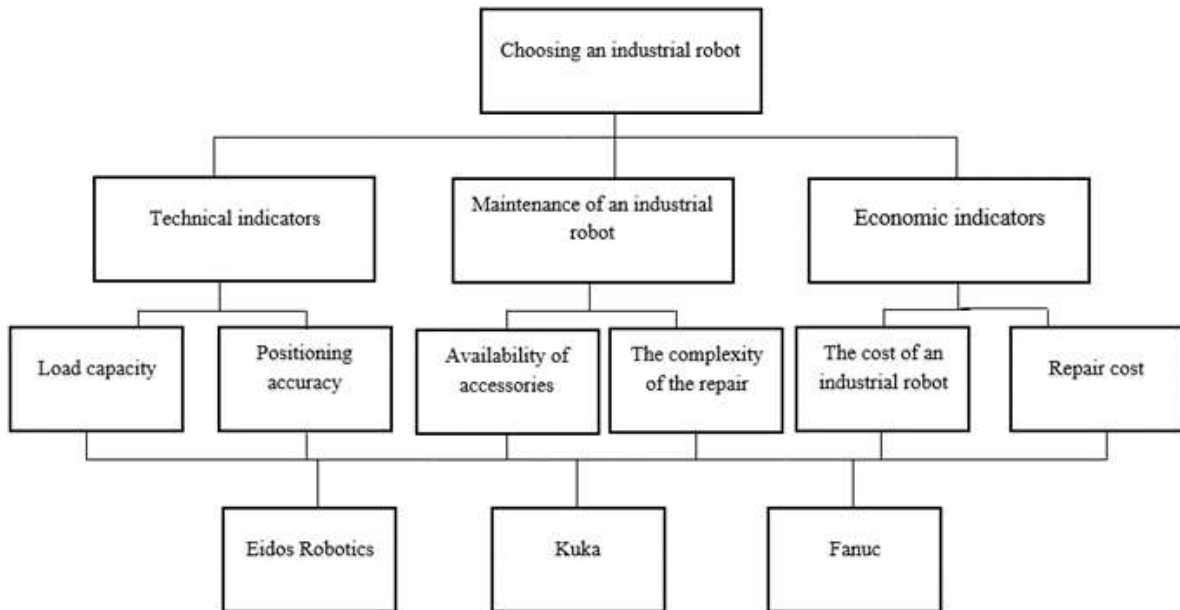 Choosing an industrial robot
Technical indicators
Maintenance of an industrial
robot
Economic indicators
Load capacity
Positioning
accuracy
Availability of
accessories
The complexity
of the repair
The cost of an
industrial robot
Repair cost
Eidos Robotics
Kuka
Fanuc